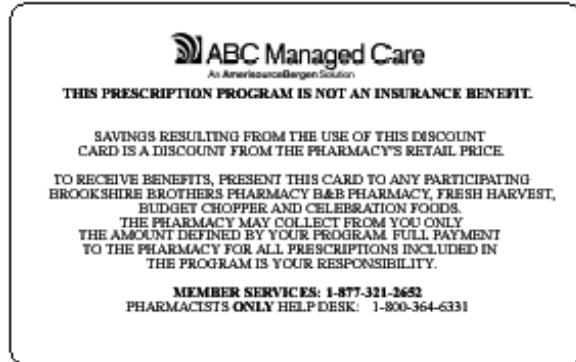 ABC Managed Care
An AmerisourceBergen Solution
THIS PRESCRIPTION PROGRAM IS NOT AN INSURANCE BENEFIT.
SAVINGS RESULTING FROM THE USE OF THIS DISCOUNT
CARD IS A DISCOUNT FROM THE PHARMACY'S RETAIL PRICE.
TO RECEIVE BENEFITS, PRESENT THIS CARD TO ANY PARTICIPATING
BROOKSHIRE BROTHERS PHARMACY B&B PHARMACY, FRESH HARVEST,
BUDGET CHOPPER AND CELEBRATION FOODS.
THE PHARMACY MAY COLLECT FROM YOU ONLY
THE AMOUNT DEFINED BY YOUR PROGRAM. FULL PAYMENT
TO THE PHARMACY FOR ALL PRESCRIPTIONS INCLUDED IN
THE PROGRAM IS YOUR RESPONSIBILITY.
MEMBER SERVICES: 1-877-321-2652
PHARMACISTS ONLY HELP DESK: 1-800-364-6331